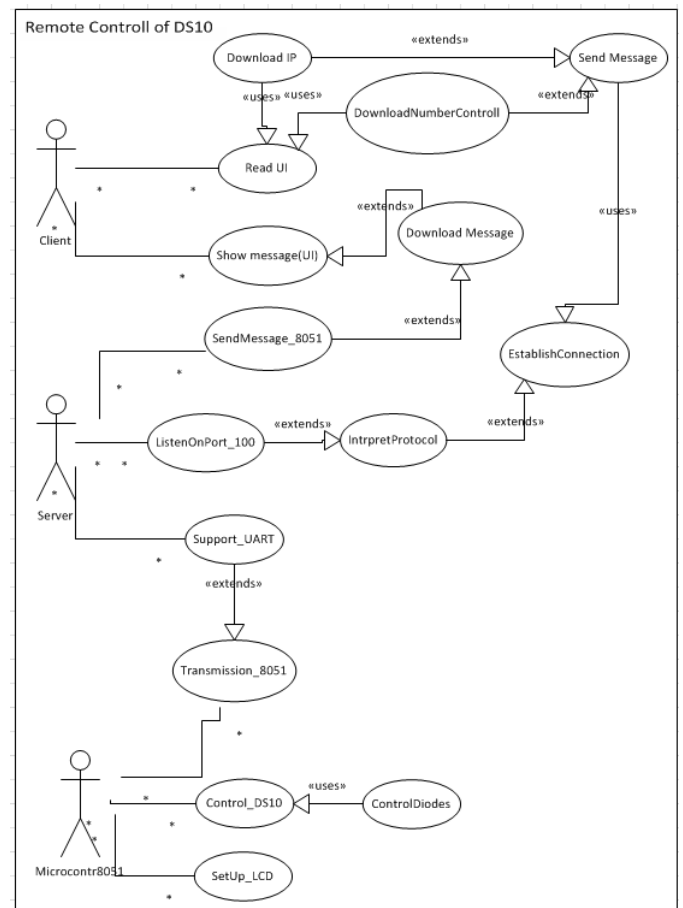 Remote Controll of DS10
«extends»
Download IP
Send Message
«uses» «uses»
«extends»
DownloadNumberControll
Read UI
* *
*
Client
«extends»
«uses»
Download Message
Show message(UI)
*
«extends»
SendMessage_8051
EstablishConnection
*
*
«extends»
«extends»
ListenOnPort_100
IntrpretProtocol
* *
*
Server
Support_UART
*
«extends»
Transmission_8051
*
«uses»
*
Control_DS10
ControlDiodes
*
*
*
Microcontr8051
SetUp_LCD
*